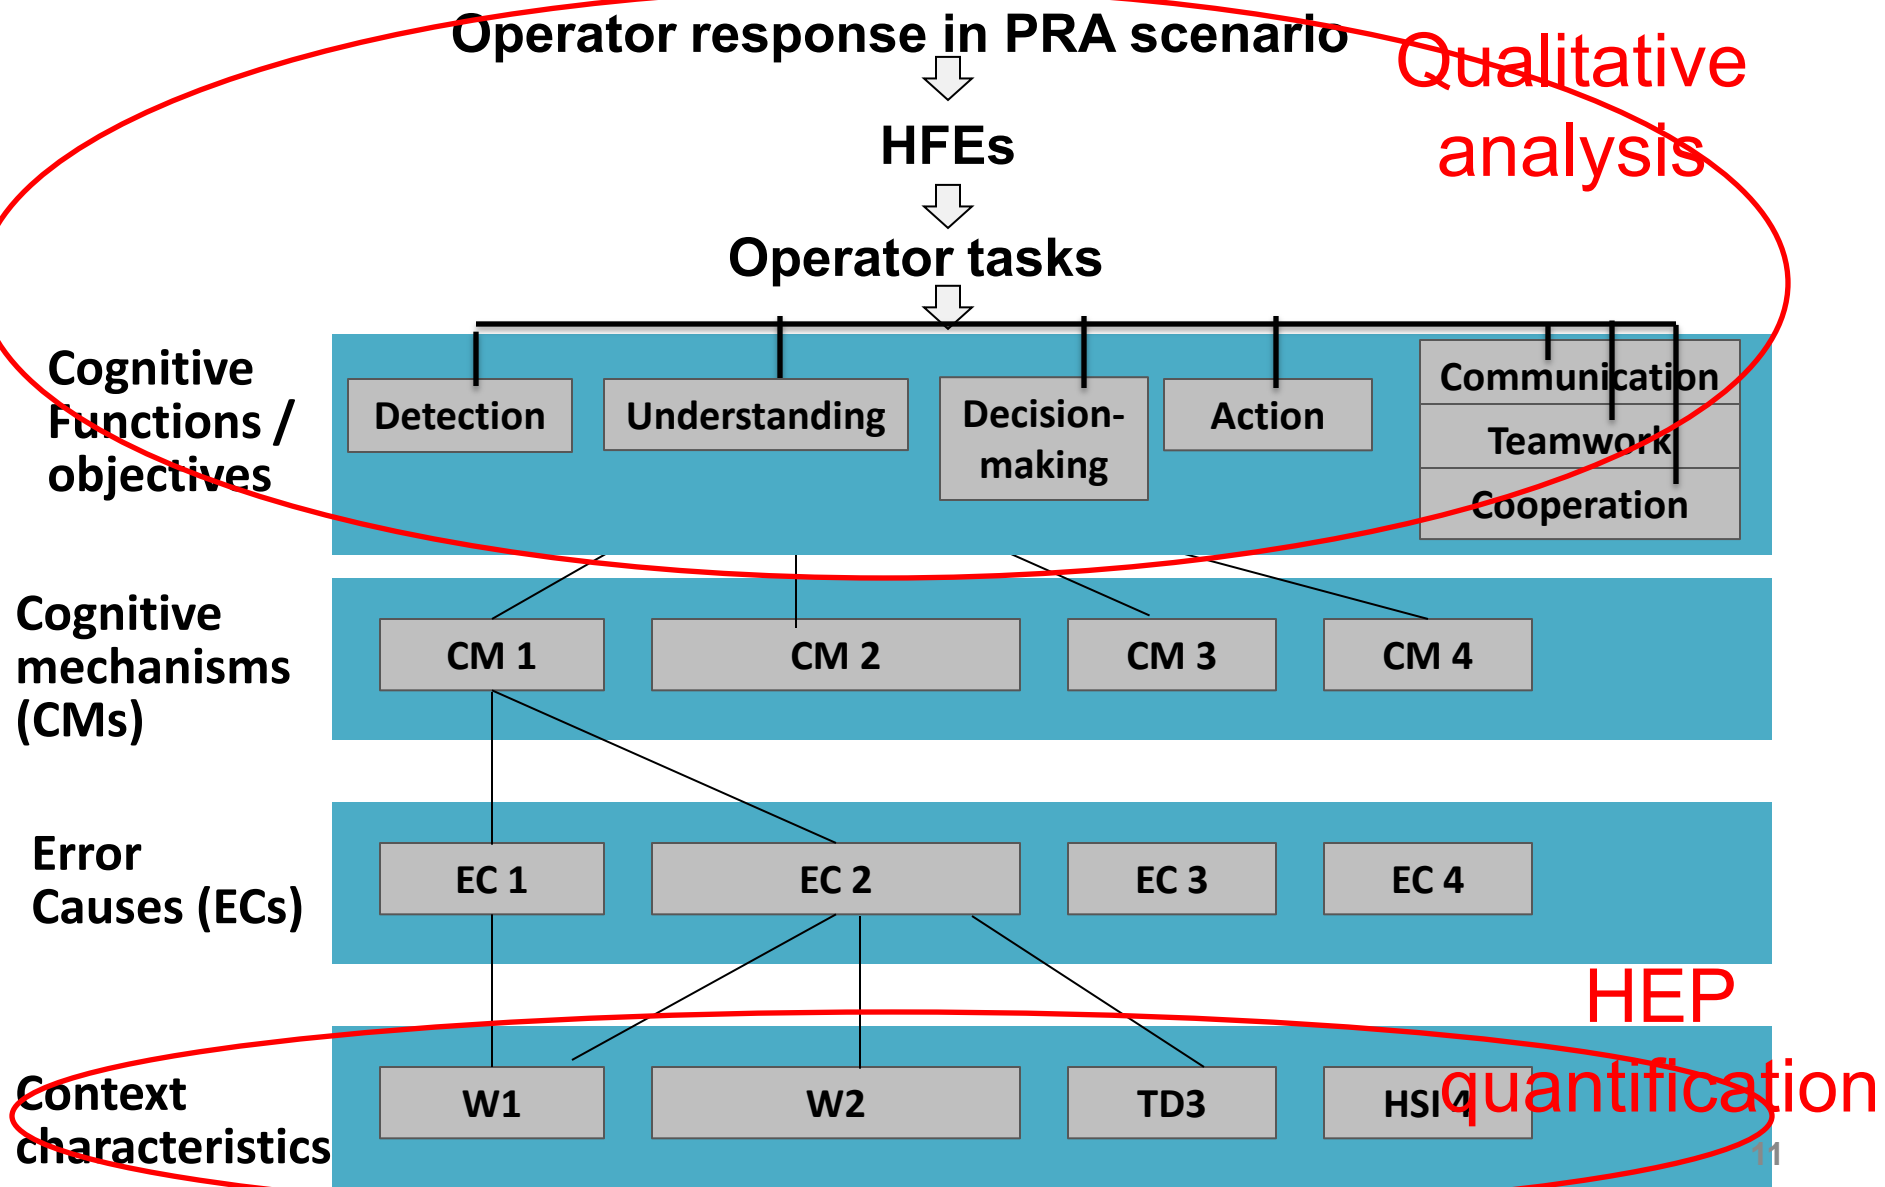 Operator response in PRA scenario
Qualitative
analysis
HFEs
Operator tasks
Cognitive
Functions /
objectives
Detection
Understanding
Decision-
making
Action
Communication
Teamwork
Cooperation
Cognitive
mechanisms
(CMs)
CM 1
CM 2
CM 3
CM 4
Error
Causes (ECs)
EC 1
EC 2
EC 3
EC 4
HEP
quantification
Context
characteristics
W1
W2
TD3
HSI 4
11